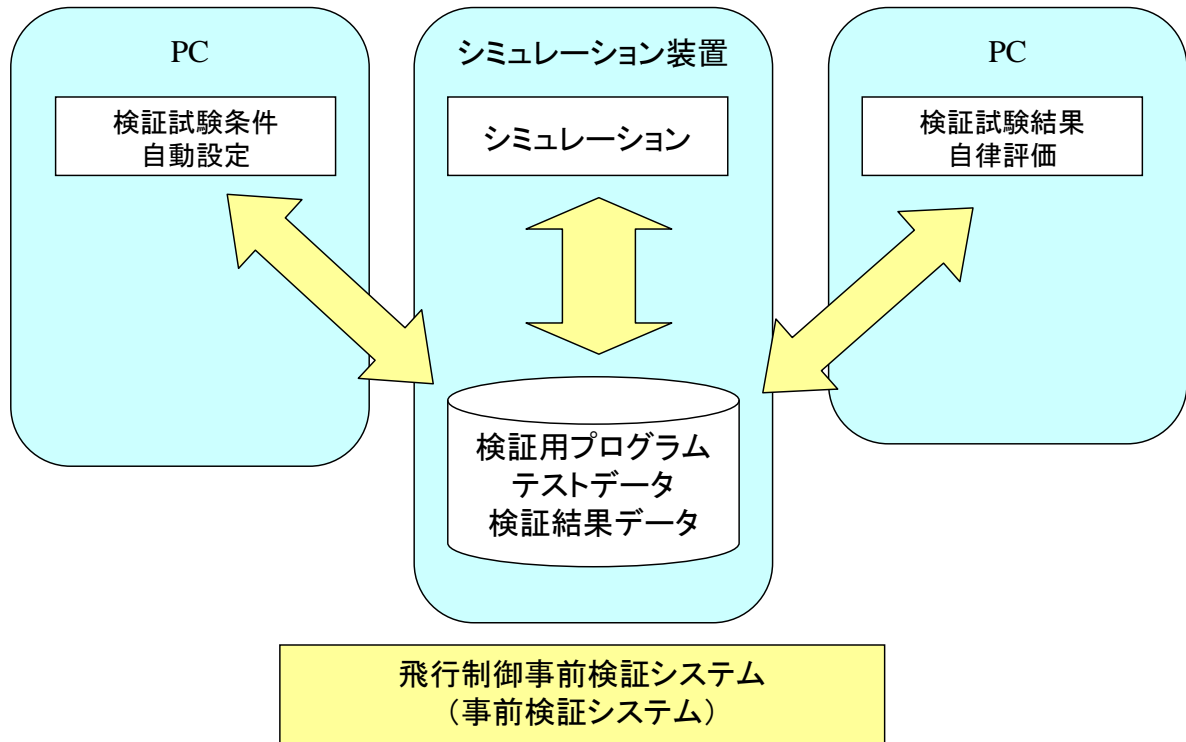 PC
検証試験条件
自動設定
シミュレーション装置
シミュレーション
検証用プログラム
テストデータ
検証結果データ
PC
検証試験結果
自律評価
飛行制御事前検証システム
（事前検証システム）